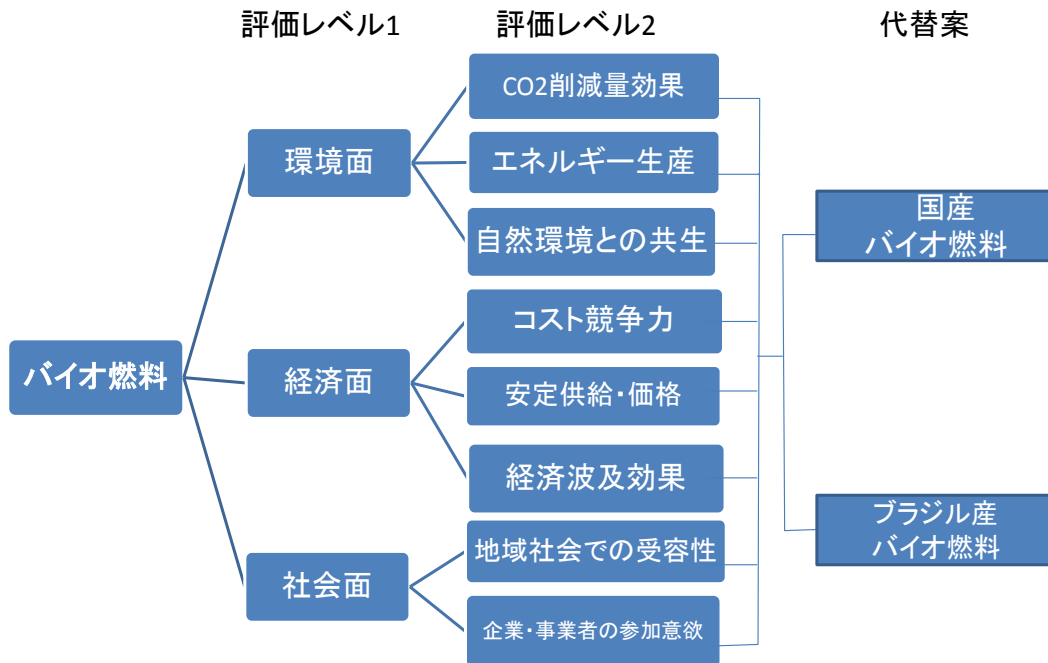 評価レベル1
評価レベル2
代替案
バイオ燃料
環境面
経済面
社会面
CO2削減量効果
エネルギー生産
自然環境との共生
コスト競争力
安定供給・価格
経済波及効果
地域社会での受容性
企業・事業者の参加意欲
国産
バイオ燃料
ブラジル産
バイオ燃料